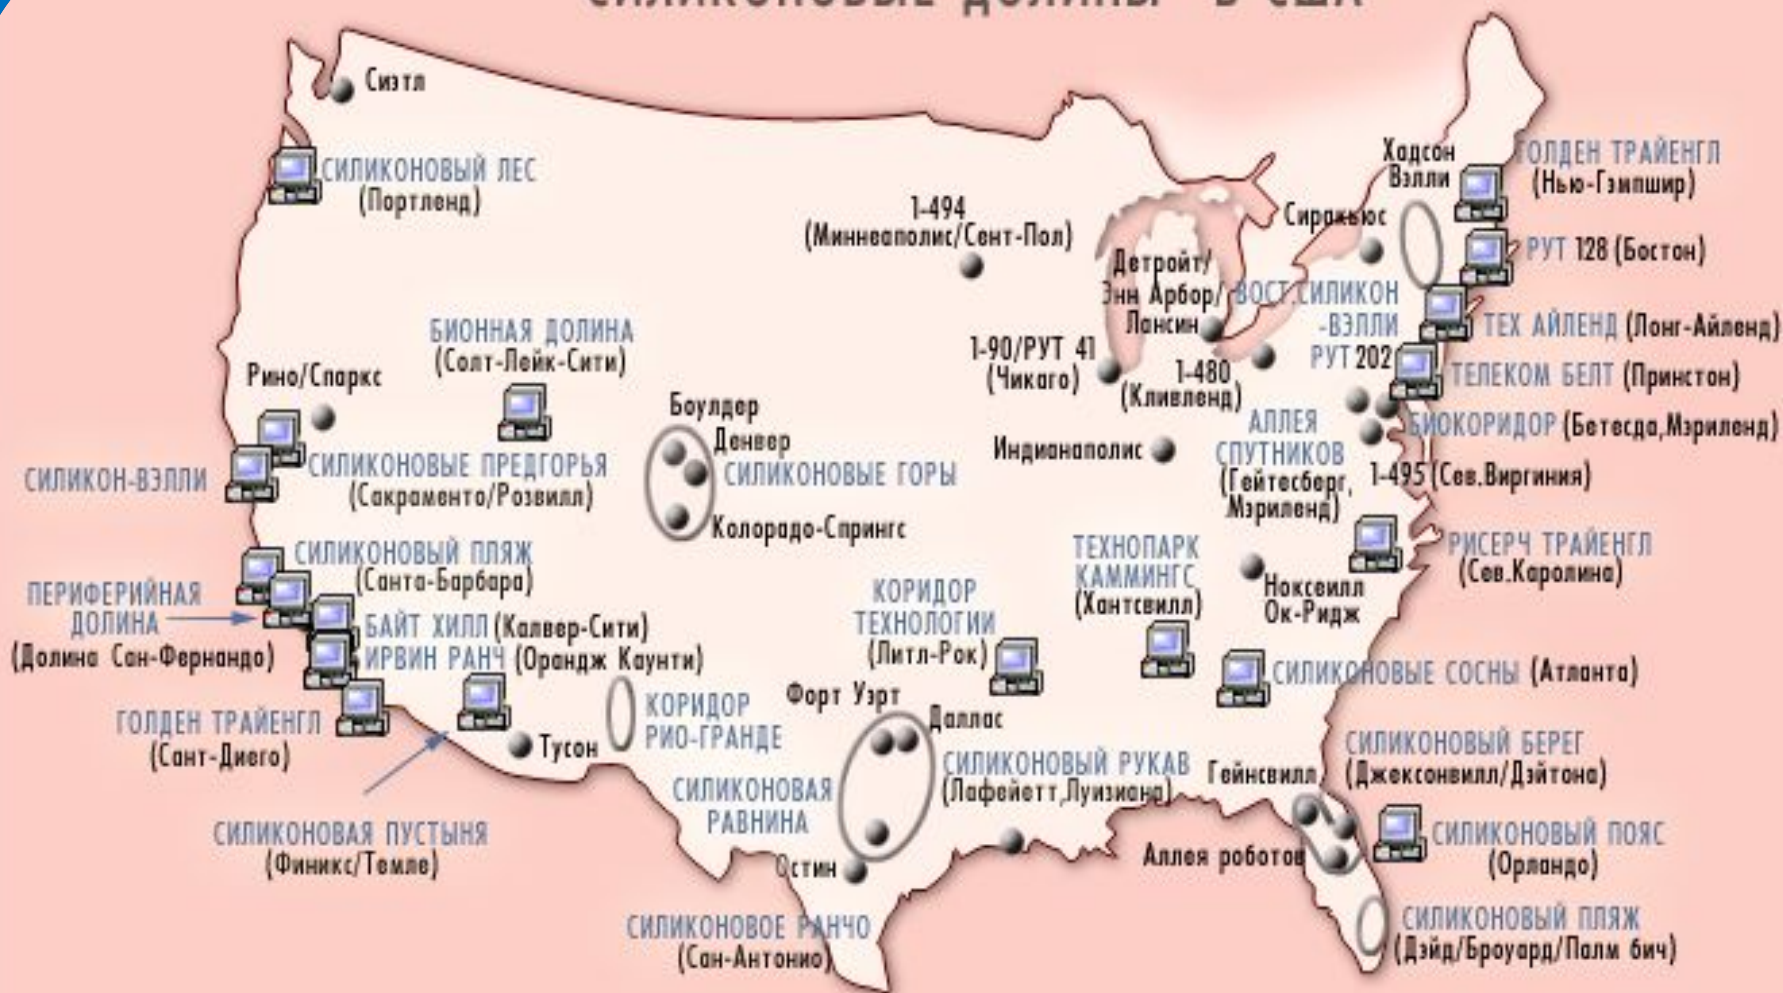 СИЛИКОНОВЫЕ ДОЛИНЫ В США
Сиэтл
СИЛИКОНОВЫЙ ЛЕС
(Портленд)
1-494
(Миннеаполис/Сент-Пол)
Хадсон
Вэлли
ГОЛДЕН ТРАЙЕНГЛ
(Нью-Гэмпшир)
Сиракьюс
РУТ 128 (Бостон)
Детройт/
Энн Арбор/
Лансин
ВОСТ.СИЛИКОН
-ВЭЛЛИ
РУТ 202
ТЕХ АЙЛЕНД (Лонг-Айленд)
ТЕЛЕКОМ БЕЛТ (Принстон)
БИОННАЯ ДОЛИНА
(Солт-Лейк-Сити)
1-90/РУТ 41
(Чикаго)
1-480
(Кливленд)
Рино/Спаркс
Боулдер
Денвер
СИЛИКОНОВЫЕ ГОРЫ
Колорадо-Спрингс
Индианаполис
АЛЛЕЯ
СПУТНИКОВ
(Гейтесберг,
Мэриленд)
БИОКОРИДОР (Бетесда,Мэриленд)
1-495 (Сев.Виргиния)
СИЛИКОН-ВЭЛЛИ
СИЛИКОНОВЫЕ ПРЕДГОРЬЯ
(Сакраменто/Розвилл)
СИЛИКОНОВЫЙ ПЛЯЖ
(Санта-Барбара)
ПЕРИФЕРИЙНАЯ
ДОЛИНА
(Долина Сан-Фернандо)
БАЙТ ХИЛЛ (Калвер-Сити)
ИРВИН РАНЧ (Орандж Каунти)
КОРИДОР
ТЕХНОЛОГИИ
(Литл-Рок)
ТЕХНОПАРК
КАММИНГС
(Хантсвилл)
Ноксвилл
Ок-Ридж
РИСЕРЧ ТРАЙЕНГЛ
(Сев.Каролина)
СИЛИКОНОВЫЕ СОСНЫ (Атланта)
ГОЛДЕН ТРАЙЕНГЛ
(Сант-Диего)
Тусон
КОРИДОР
РИО-ГРАНДЕ
Форт Уэрт
Даллас
СИЛИКОНОВАЯ
РАВНИНА
СИЛИКОНОВЫЙ РУКАВ
(Лафейетт,Луизиана)
Гейнсвилл
СИЛИКОНОВЫЙ БЕРЕГ
(Джексонвилл/Дэйтона)
СИЛИКОНОВАЯ ПУСТЫНЯ
(Финикс/Темпе)
Остин
Аллея роботов
СИЛИКОНОВЫЙ ПОЯС
(Орландо)
СИЛИКОНОВОЕ РАНЧО
(Сан-Антонио)
СИЛИКОНОВЫЙ ПЛЯЖ
(Дэйд/Броуард/Палм бич)